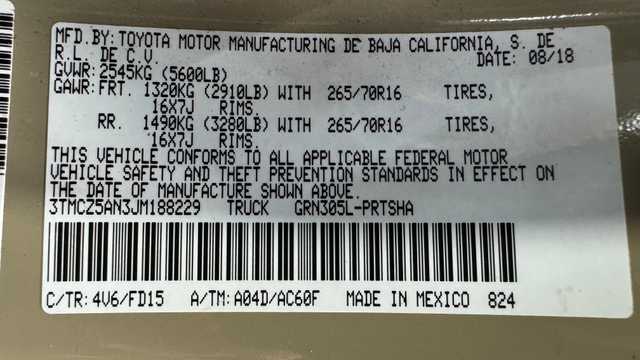 MFD.BY: TOYOTA MOTOR MANUFACTURING DE BAJA CALIFORNIA, S. DE
R.L. DE C.V. DATE: 08/18
GVWR: 2545KG (5600LB)
GAWR: FRT. 1320KG (2910LB) WITH 265/70R16 TIRES,
16X7J RIMS.
RR. 1490KG (3280LB) WITH 265/70R16 TIRES,
16X7J RIMS.
THIS VEHICLE CONFORMS TO ALL APPLICABLE FEDERAL MOTOR
VEHICLE SAFETY AND THEFT PREVENTION STANDARDS IN EFFECT ON
THE DATE OF MANUFACTURE SHOWN ABOVE.
3TMCZ5AN3JM188229 TRUCK GRN305L-PRTSHA
C/TR: 4V6/FD15 A/TM: A04D/AC60F MADE IN MEXICO 824